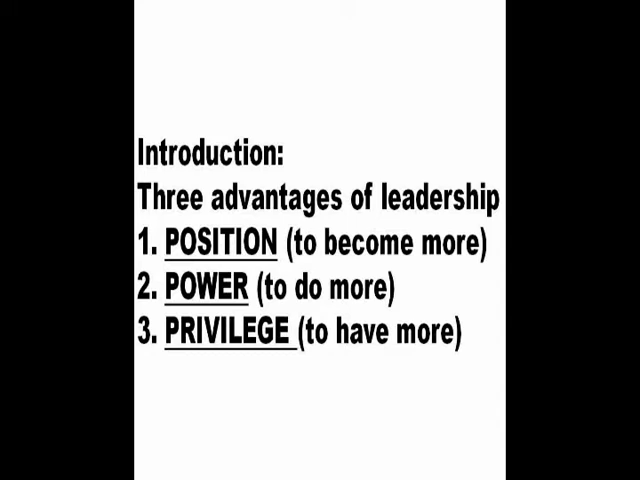 Introduction:
Three advantages of leadership
1. POSITION (to become more)
2. POWER (to do more)
3. PRIVILEGE (to have more)